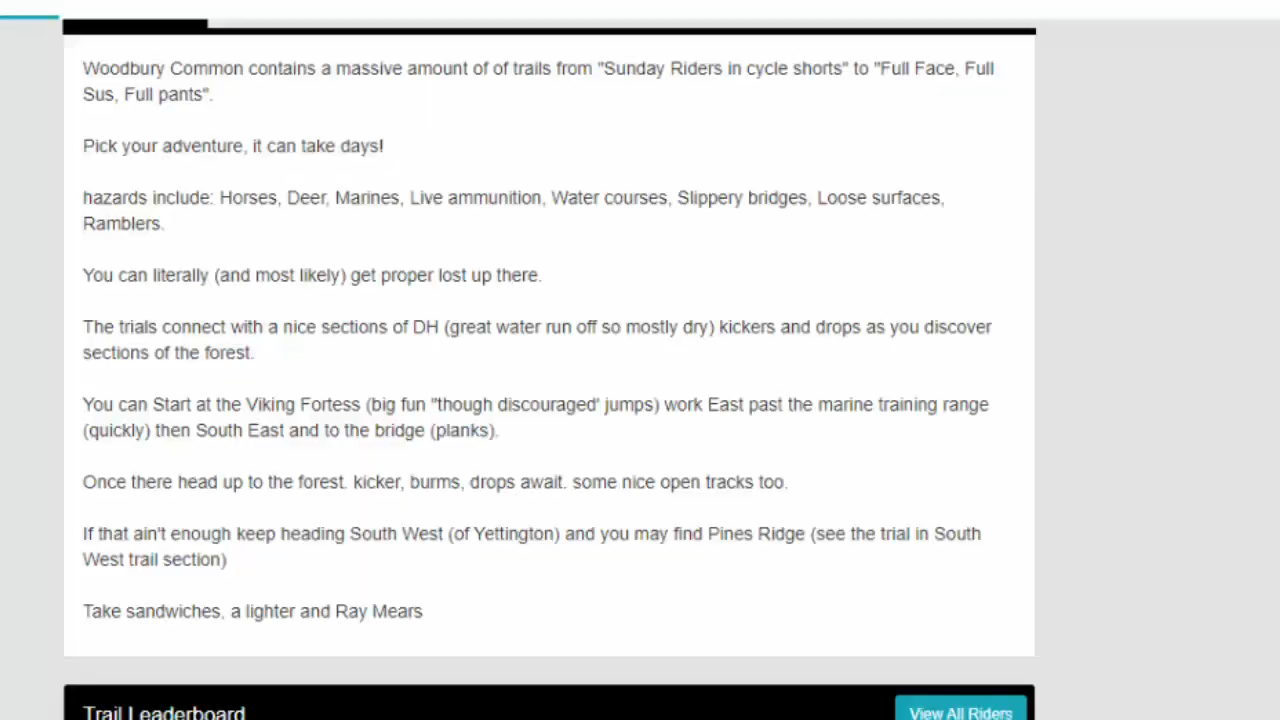 Woodbury Common contains a massive amount of of trails from "Sunday Riders in cycle shorts" to "Full Face, Full
Sus, Full pants".
Pick your adventure, it can take days!
hazards include: Horses, Deer, Marines, Live ammunition, Water courses, Slippery bridges, Loose surfaces,
Ramblers.
You can literally (and most likely) get proper lost up there.
The trials connect with a nice sections of DH (great water run off so mostly dry) kickers and drops as you discover
sections of the forest.
You can Start at the Viking Fortess (big fun "though discouraged' jumps) work East past the marine training range
(quickly) then South East and to the bridge (planks).
Once there head up to the forest. kicker, burms, drops await. some nice open tracks too.
If that ain't enough keep heading South West (of Yettington) and you may find Pines Ridge (see the trial in South
West trail section)
Take sandwiches, a lighter and Ray Mears
Trail Leaderboard
View All Riders